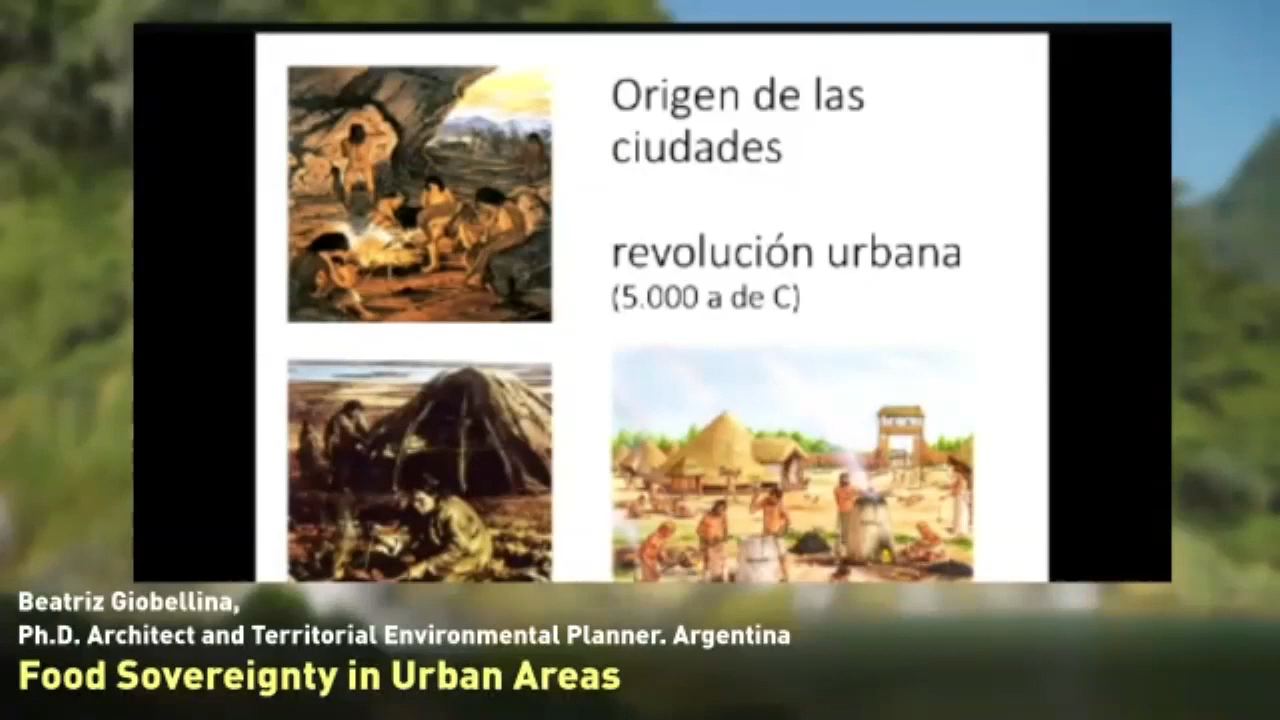 Origen de las
ciudades
revolución urbana
(5.000 a de C)
Beatriz Giobellina,
Ph.D. Architect and Territorial Environmental Planner. Argentina
Food Sovereignty in Urban Areas